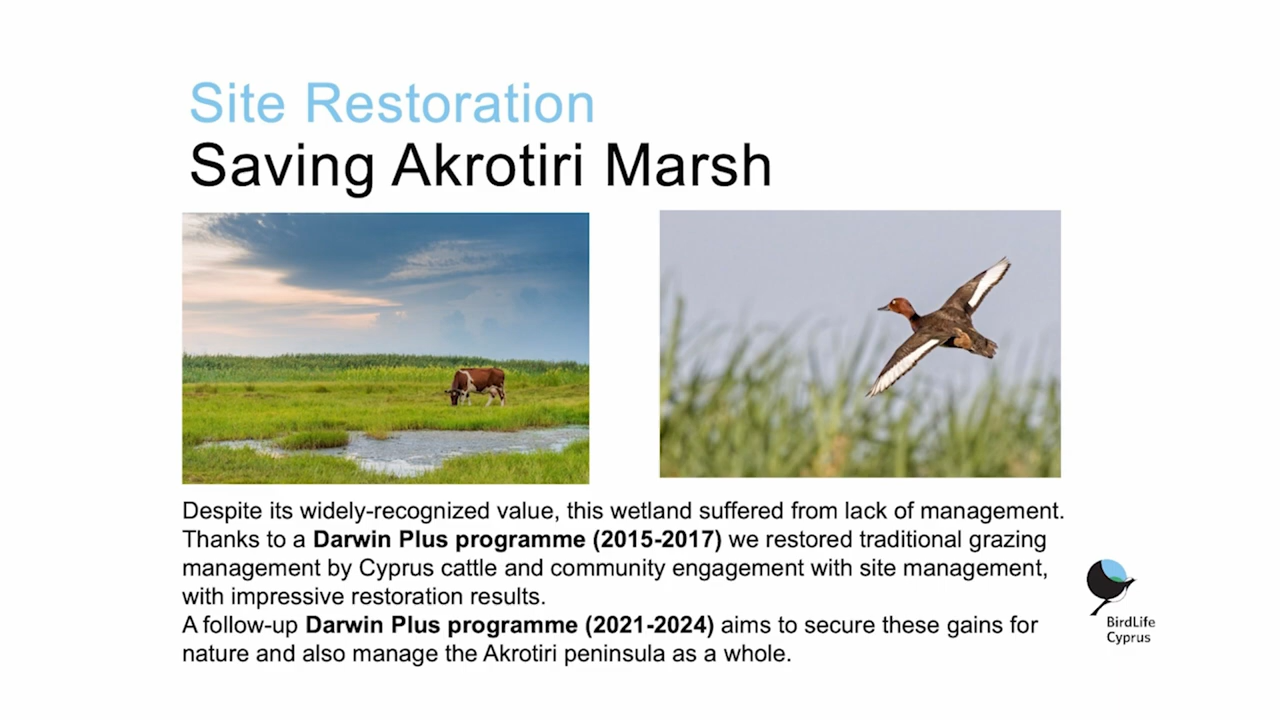 Site Restoration
Saving Akrotiri Marsh
Despite its widely-recognized value, this wetland suffered from lack of management.
Thanks to a Darwin Plus programme (2015-2017) we restored traditional grazing
management by Cyprus cattle and community engagement with site management,
with impressive restoration results.
A follow-up Darwin Plus programme (2021-2024) aims to secure these gains for
nature and also manage the Akrotiri peninsula as a whole.
BirdLife
Cyprus